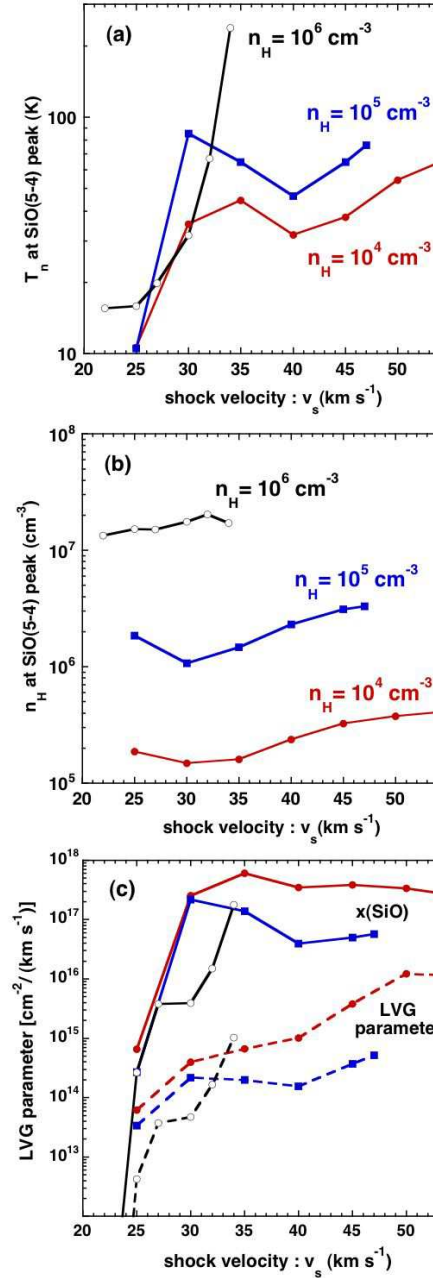 (a)
n_H = 10^6 cm^-3
n_H = 10^5 cm^-3
n_H = 10^4 cm^-3
T_n at SiO(5-4) peak (K)
100
10
20 25 30 35 40 45 50
shock velocity : v_s (km s^-1)
(b)
n_H = 10^6 cm^-3
n_H = 10^5 cm^-3
n_H = 10^4 cm^-3
n_H at SiO(5-4) peak (cm^-3)
10^8
10^7
10^6
10^5
20 25 30 35 40 45 50
shock velocity : v_s (km s^-1)
(c)
x(SiO)
LVG
parameter
LVG parameter [cm^-2/(km s^-1)]
10^18
10^17
10^16
10^15
10^14
10^13
20 25 30 35 40 45 50
shock velocity : v_s (km s^-1)